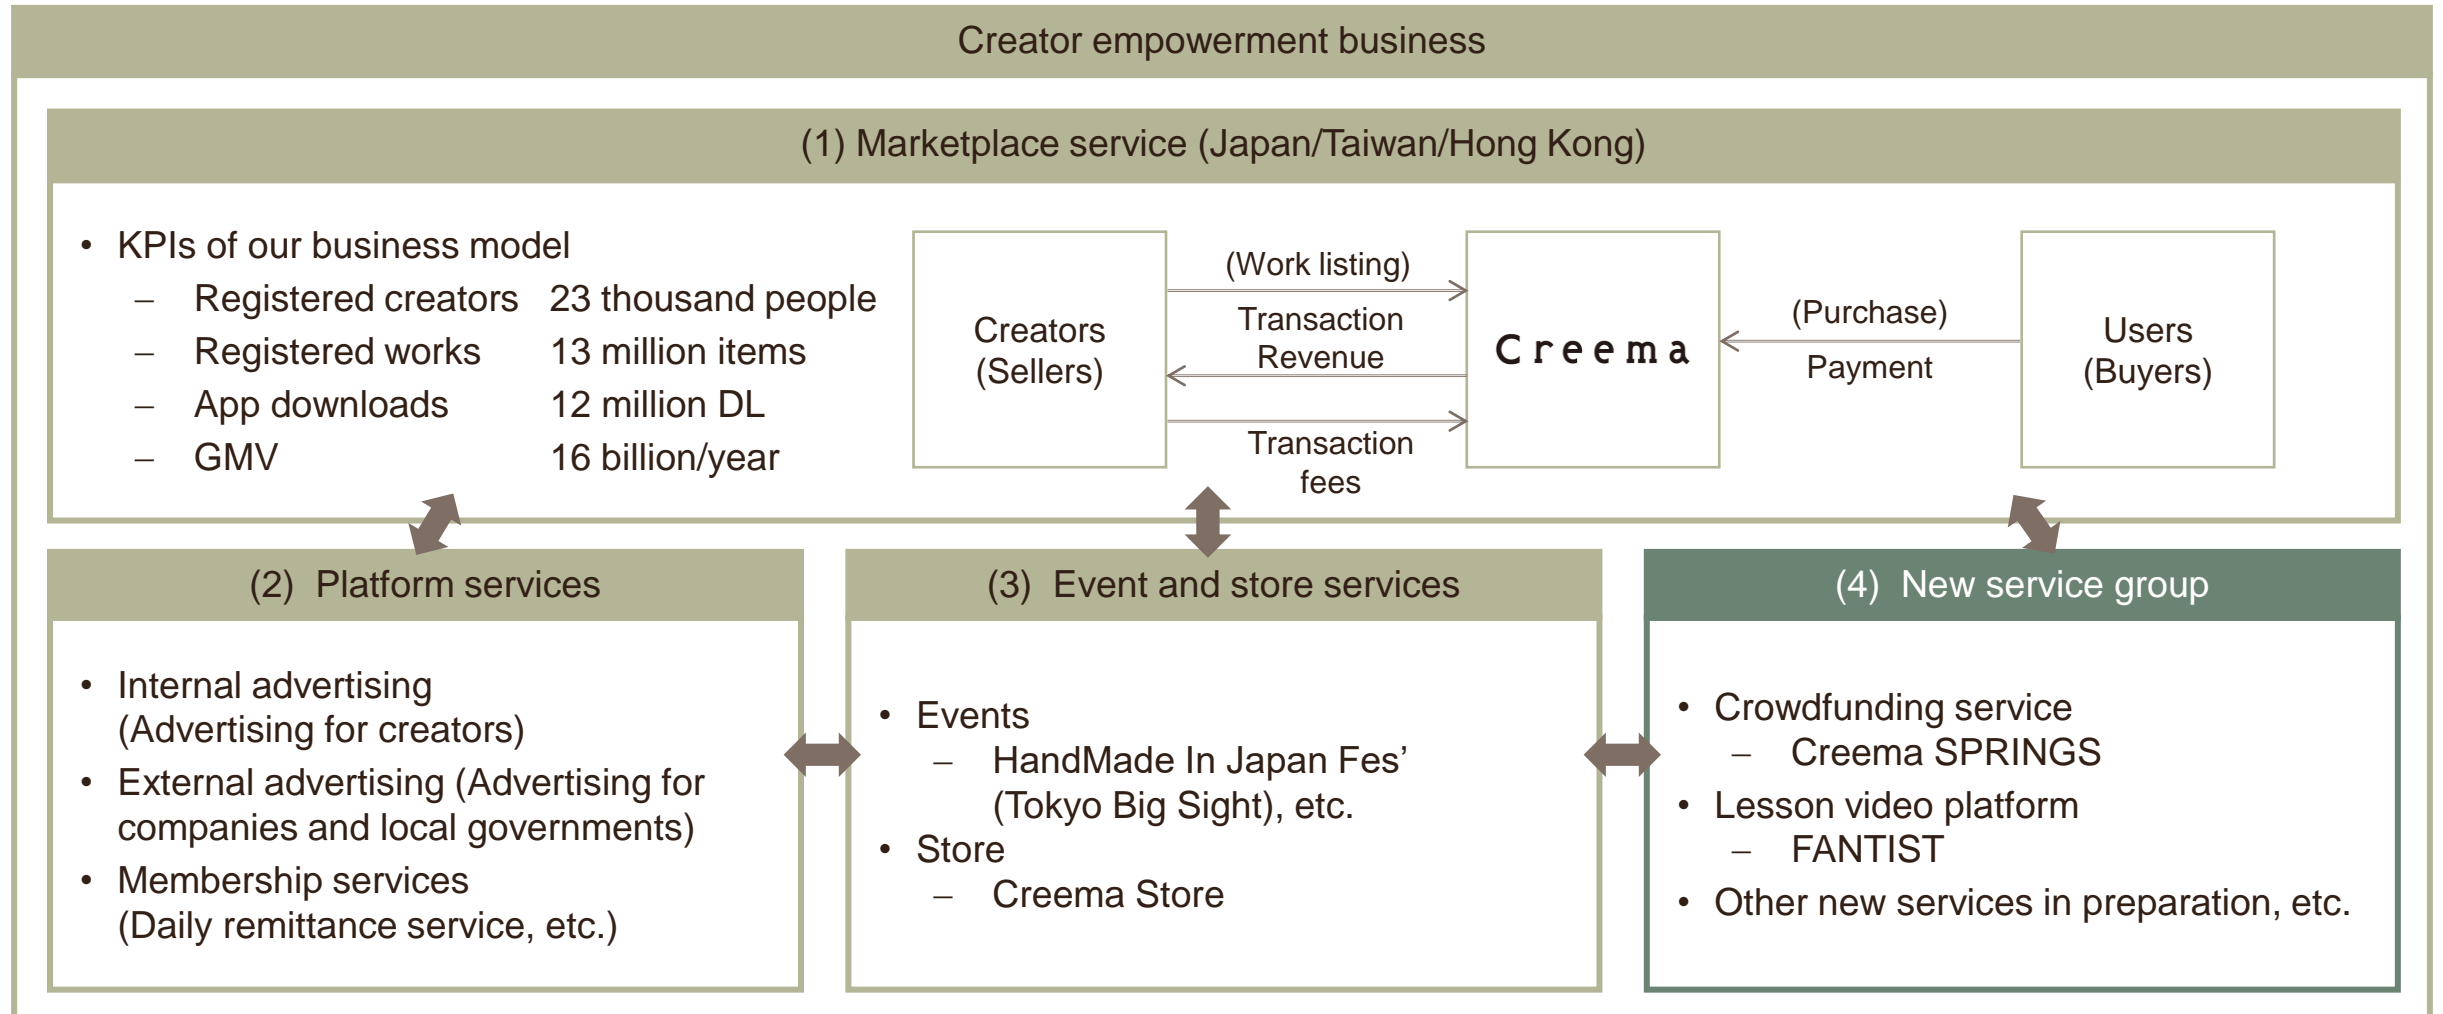 Creator empowerment business
(1) Marketplace service (Japan/Taiwan/Hong Kong)
• KPIs of our business model
– Registered creators 23 thousand people
– Registered works 13 million items
– App downloads 12 million DL
– GMV 16 billion/year
Creators
(Sellers)
(Work listing)
Transaction
Revenue
Transaction
fees
Creema
(Purchase)
Payment
Users
(Buyers)
(2) Platform services
• Internal advertising
(Advertising for creators)
• External advertising (Advertising for
companies and local governments)
• Membership services
(Daily remittance service, etc.)
(3) Event and store services
• Events
– HandMade In Japan Fes’
(Tokyo Big Sight), etc.
• Store
– Creema Store
(4) New service group
• Crowdfunding service
– Creema SPRINGS
• Lesson video platform
– FANTIST
• Other new services in preparation, etc.